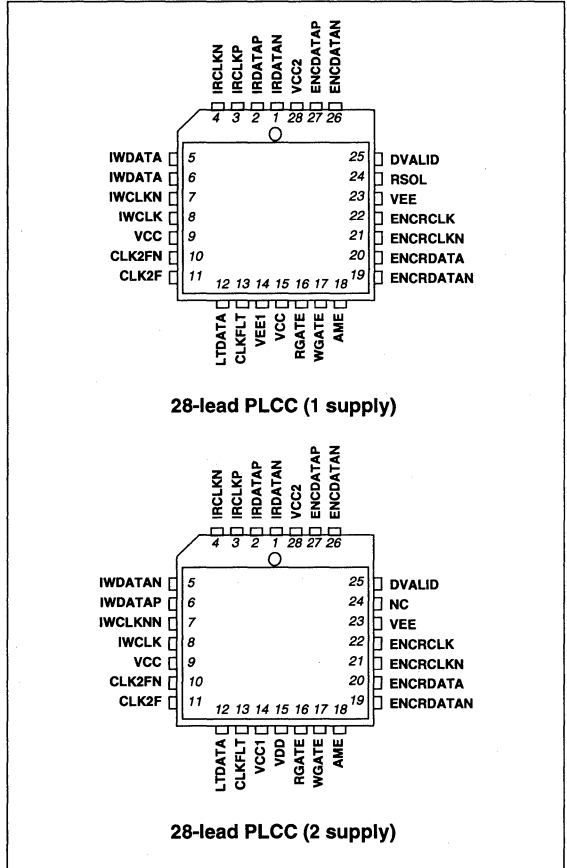 IRCLKN IRCLKP IRDATAP IRDATAN VCC2 ENCDATAP ENCDATAN
4 3 2 1 28 27 26
IWDATA 5 25 DVALID
IWDATA 6 24 RSOL
IWCLKN 7 23 VEE
IWCLK 8 22 ENCRCLK
VCC 9 21 ENCRCLKN
CLK2FN 10 20 ENCRDATA
CLK2F 11 19 ENCRDATAN
12 13 14 15 16 17 18
LTDATA CLKFLT VEE1 VCC RGATE WGATE AME
28-lead PLCC (1 supply)
IRCLKN IRCLKP IRDATAP IRDATAN VCC2 ENCDATAP ENCDATAN
4 3 2 1 28 27 26
IWDATAN 5 25 DVALID
IWDATAP 6 24 NC
IWCLKNN 7 23 VEE
IWCLK 8 22 ENCRCLK
VCC 9 21 ENCRCLKN
CLK2FN 10 20 ENCRDATA
CLK2F 11 19 ENCRDATAN
12 13 14 15 16 17 18
LTDATA CLKFLT VCC1 VDD RGATE WGATE AME
28-lead PLCC (2 supply)